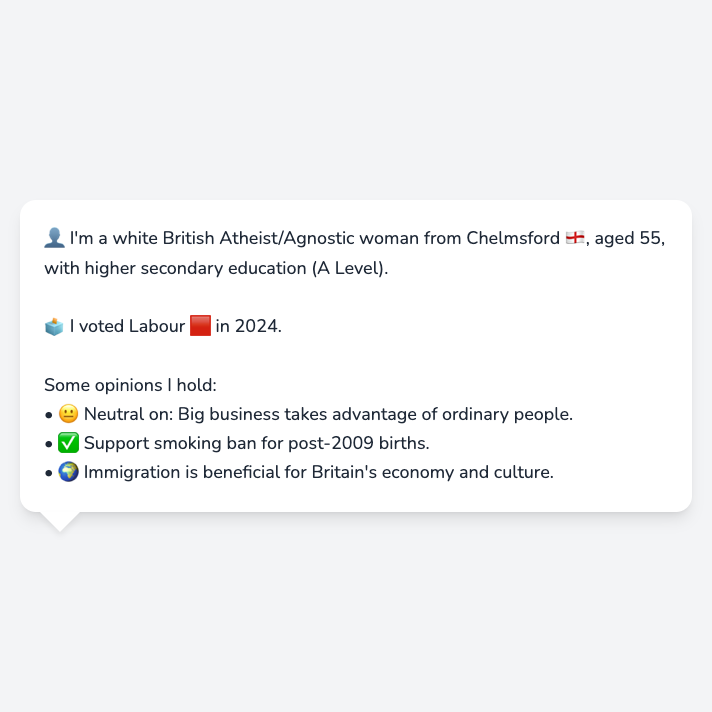 👤 I'm a white British Atheist/Agnostic woman from Chelmsford 🏴󠁧󠁢󠁥󠁮󠁧󠁿, aged 55,
with higher secondary education (A Level).
🗳️ I voted Labour 🟥 in 2024.
Some opinions I hold:
• 😐 Neutral on: Big business takes advantage of ordinary people.
• ✅ Support smoking ban for post-2009 births.
• 🌍 Immigration is beneficial for Britain's economy and culture.